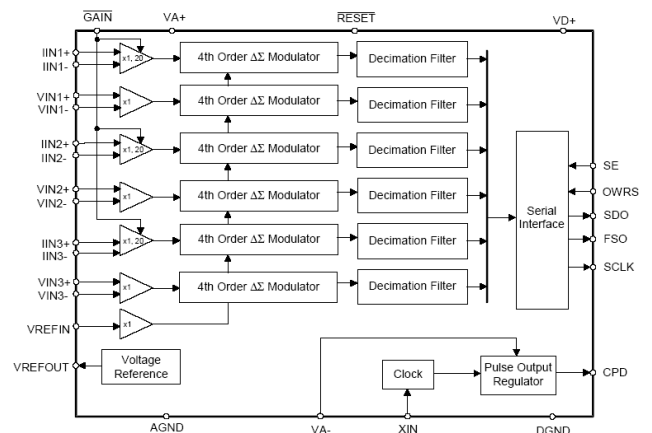 GAIN
VA+
RESET
VD+
IIN1+
IIN1-
x1, 20
4th Order ΔΣ Modulator
Decimation Filter
VIN1+
VIN1-
x1
4th Order ΔΣ Modulator
Decimation Filter
IIN2+
IIN2-
x1, 20
4th Order ΔΣ Modulator
Decimation Filter
VIN2+
VIN2-
x1
4th Order ΔΣ Modulator
Decimation Filter
IIN3+
IIN3-
x1, 20
4th Order ΔΣ Modulator
Decimation Filter
VIN3+
VIN3-
x1
4th Order ΔΣ Modulator
Decimation Filter
Serial
Interface
SE
OWRS
SDO
FSO
SCLK
VREFIN
x1
VREFOUT
Voltage
Reference
Clock
Pulse Output
Regulator
CPD
AGND
VA-
XIN
DGND